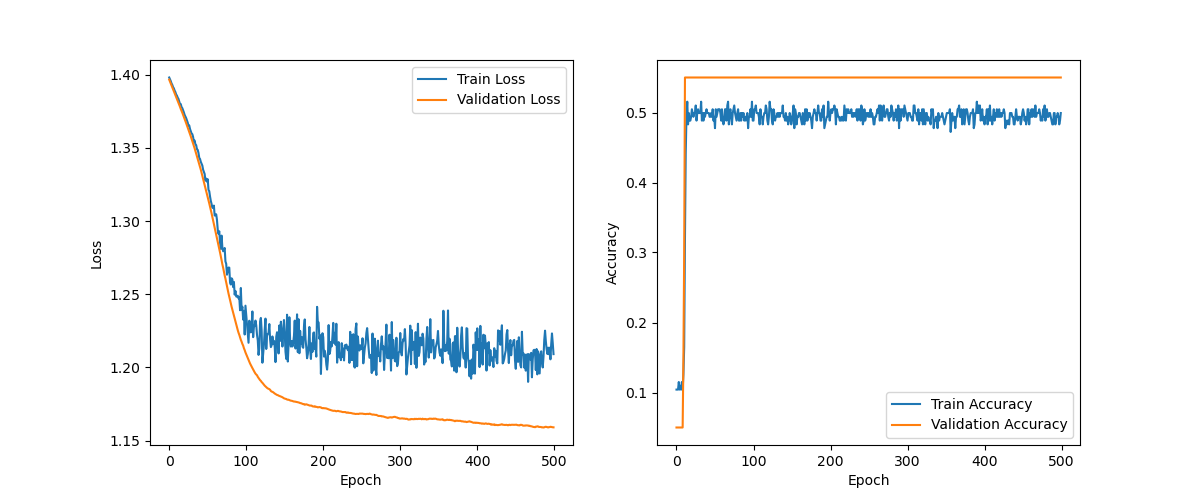 1.40
1.35
1.30
1.25
1.20
1.15
Loss
0
100
200
300
400
500
Epoch
Train Loss
Validation Loss
0.5
0.4
0.3
0.2
0.1
Accuracy
0
100
200
300
400
500
Epoch
Train Accuracy
Validation Accuracy